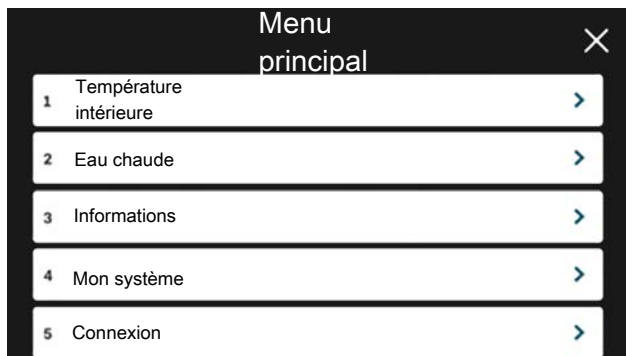 Menu
principal
1 Température
intérieure
2 Eau chaude
3 Informations
4 Mon système
5 Connexion